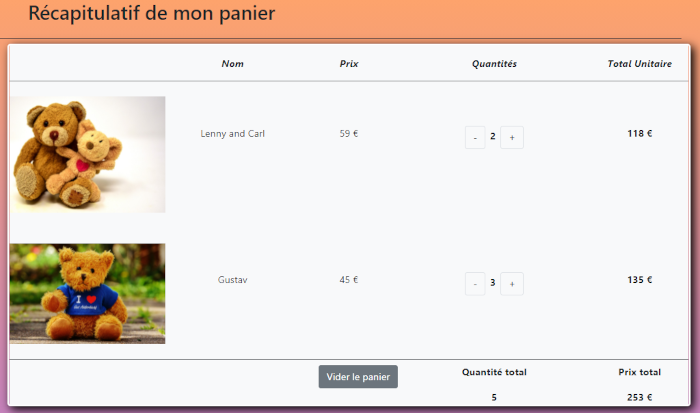 Récapitulatif de mon panier
Nom Prix Quantités Total Unitaire
Lenny and Carl 59 € - 2 + 118 €
I ❤
Gustav 45 € - 3 + 135 €
Vider le panier Quantité total Prix total
5 253 €